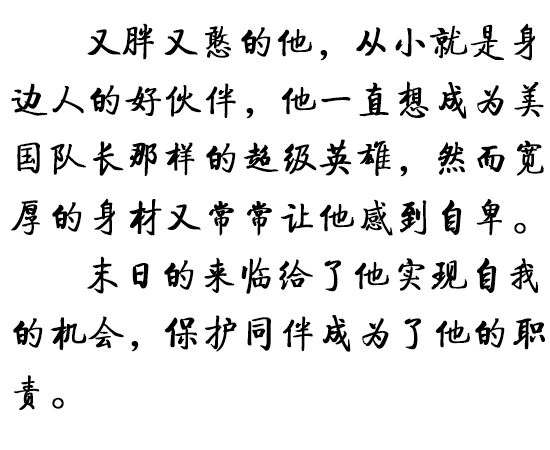 又胖又憨的他，从小就是身
边人的好伙伴，他一直想成为美
国队长那样的超级英雄，然而宽
厚的身材又常常让他感到自卑。
末日的来临给了他实现自我
的机会，保护同伴成为了他的职
责。